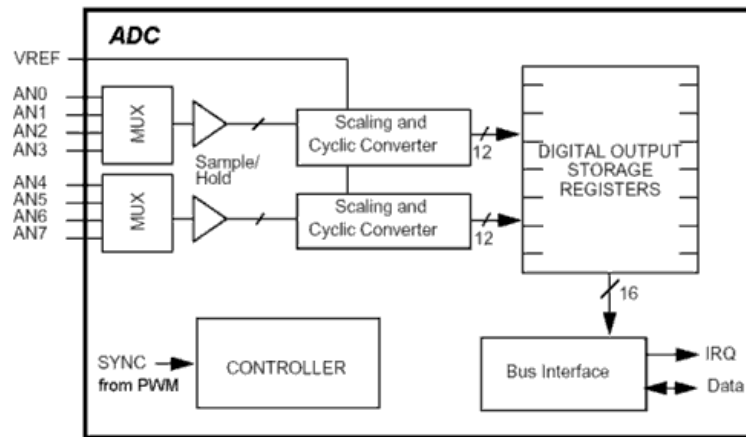 ADC
VREF
AN0
AN1
AN2
AN3
MUX
Sample/
Hold
Scaling and
Cyclic Converter
12
AN4
AN5
AN6
AN7
MUX
Scaling and
Cyclic Converter
12
DIGITAL OUTPUT
STORAGE
REGISTERS
16
SYNC
from PWM
CONTROLLER
Bus Interface
IRQ
Data